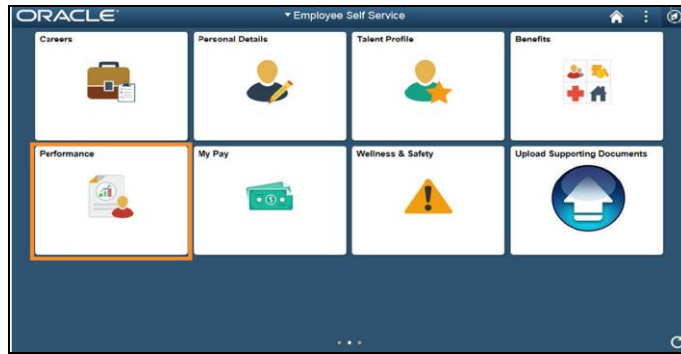 ORACLE
Employee Self Service
Careers
Personal Details
Talent Profile
Benefits
Performance
My Pay
Wellness & Safety
Upload Supporting Documents